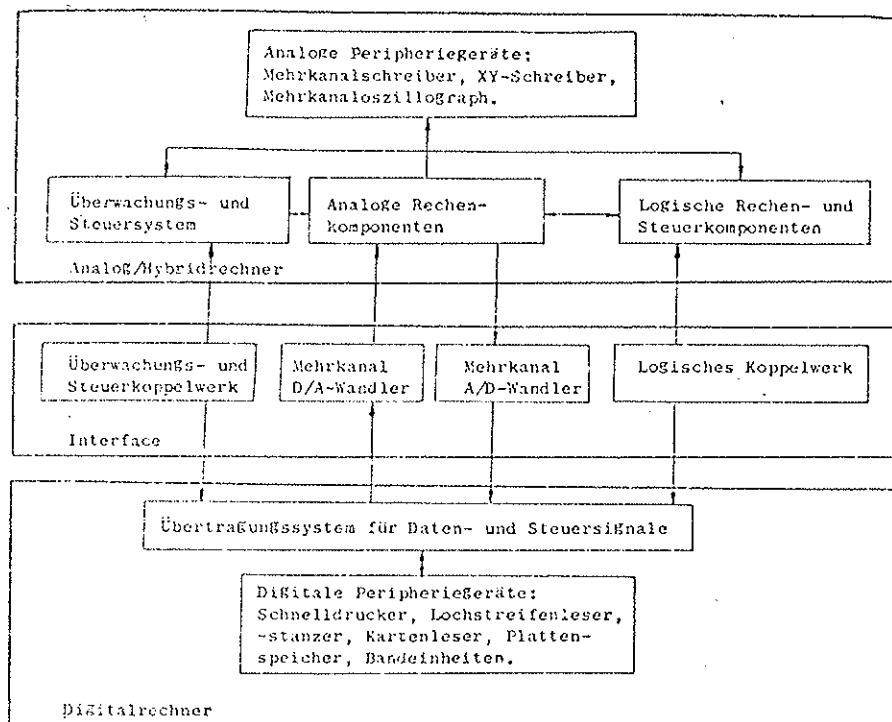 Analoge Peripheriegeräte:
Mehrkanalschreiber, XY-Schreiber,
Mehrkanaloszillograph.
Überwachungs- und
Steuersystem
Analoge Rechen-
komponenten
Logische Rechen- und
Steuerkomponenten
Analog/Hybridrechner
Überwachungs- und
Steuerkoppelwerk
Mehrkanal
D/A-Wandler
Mehrkanal
A/D-Wandler
Logisches Koppelwerk
Interface
Übertragungssystem für Daten- und Steuersignale
Digitale Peripheriegeräte:
Schnelldrucker, Lochstreifenleser,
-stanzer, Kartenleser, Platten-
speicher, Bandeinheiten.
Digitalrechner